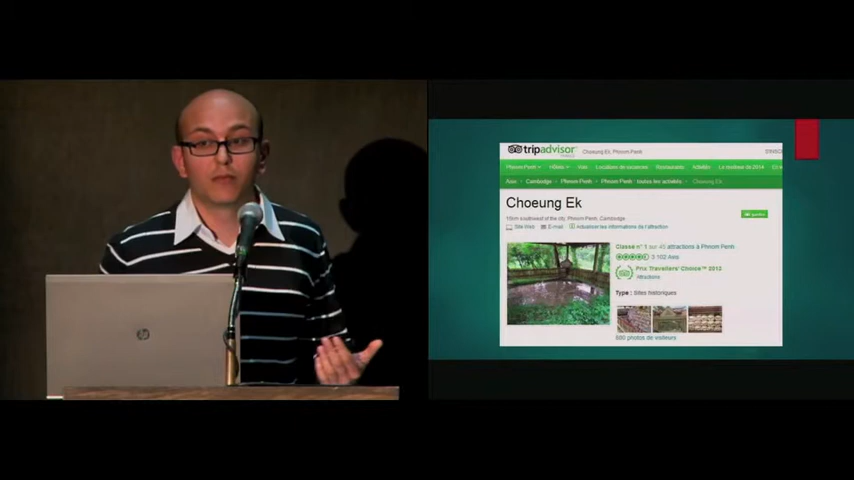 tripadvisor
Choeung Ek, Phnom Penh
Phnom Penh Hôtels Locations de vacances Restaurants Activités Le meilleur de 2014
Asie Cambodge Phnom Penh Phnom Penh : toutes les activités Choeung Ek
Choeung Ek
15km southwest of the city, Phnom Penh, Cambodge
Site Web E-mail Actualiser les informations de l'attraction
Classé n° 1 sur 45 attractions à Phnom Penh
3 102 Avis
Prix Travellers' Choice™ 2012
Attractions
Type : Sites historiques
880 photos de visiteurs
hp